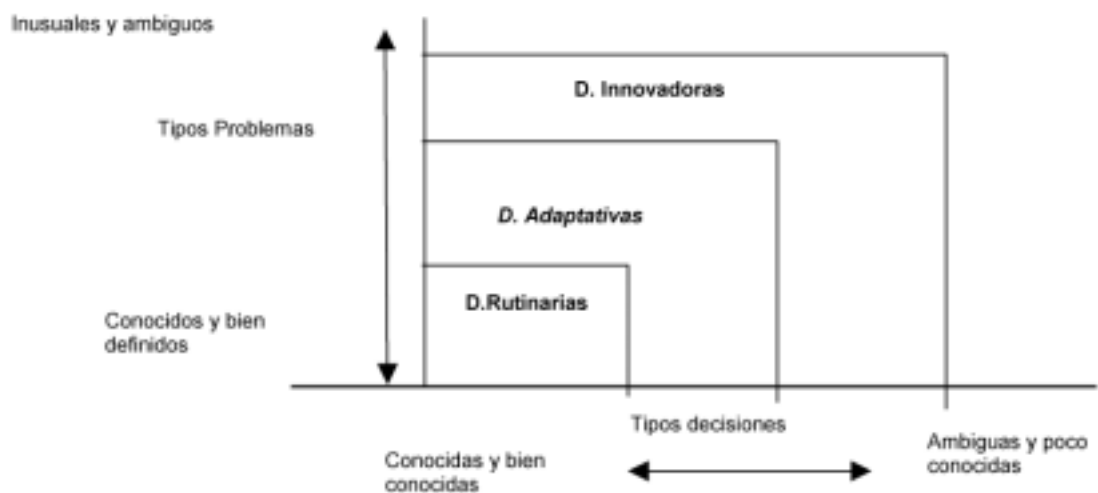 Inusuales y ambiguos
D. Innovadoras
Tipos Problemas
D. Adaptativas
D.Rutinarias
Conocidos y bien
definidos
Tipos decisiones
Ambiguas y poco
conocidas
Conocidas y bien
conocidas